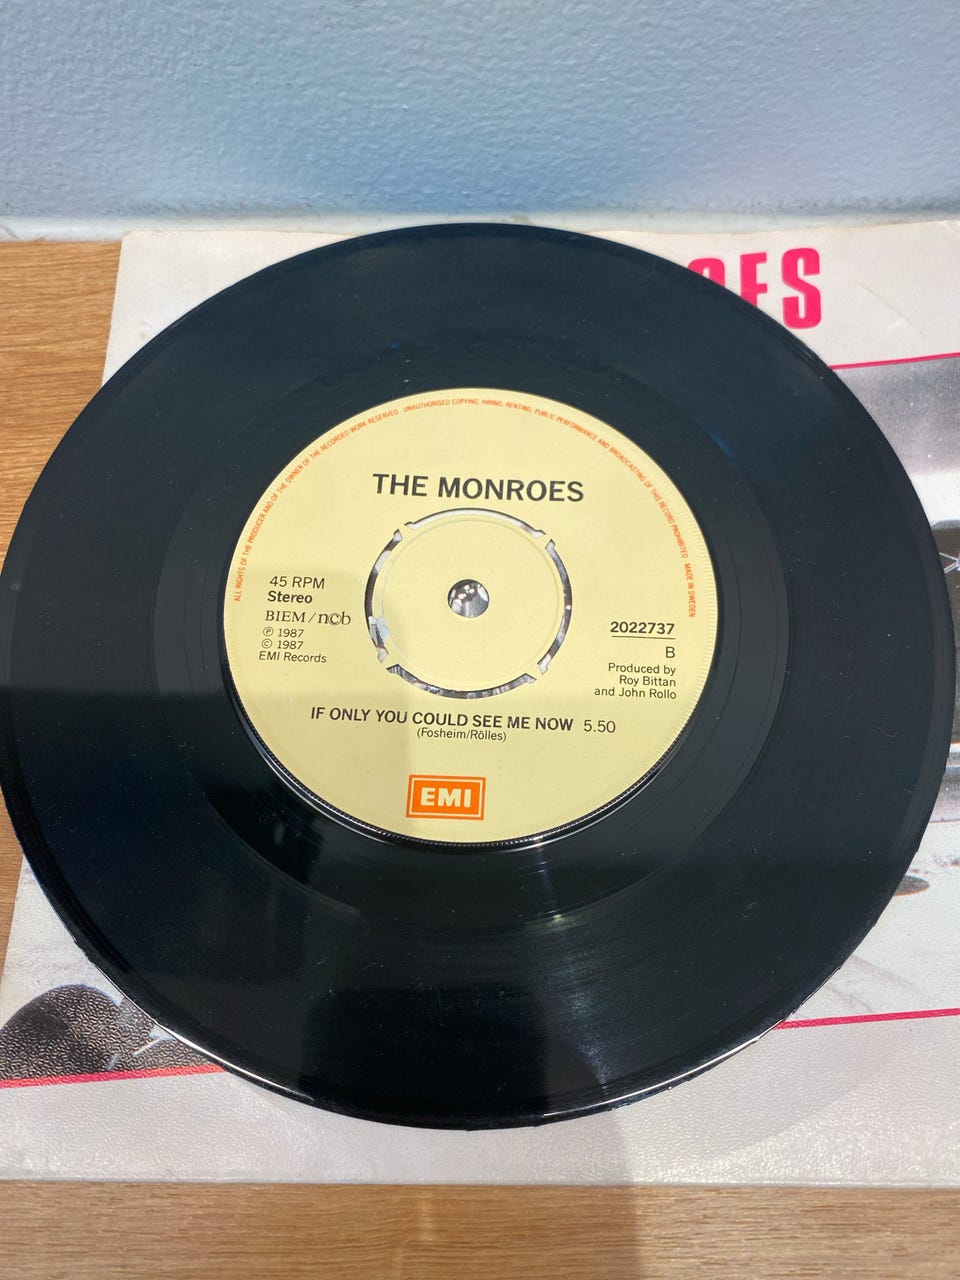 OES
ALL RIGHTS OF THE PRODUCER AND OF THE OWNER OF THE RECORDED WORK RESERVED · UNAUTHORISED COPYING, HIRING, RENTING, PUBLIC PERFORMANCE AND BROADCASTING OF THIS RECORD PROHIBITED · MADE IN SWEDEN
THE MONROES
45 RPM
Stereo
BIEM/ncb
℗ 1987
© 1987
EMI Records
2022737
B
Produced by
Roy Bittan
and John Rollo
IF ONLY YOU COULD SEE ME NOW 5.50
(Fosheim/Rölles)
EMI